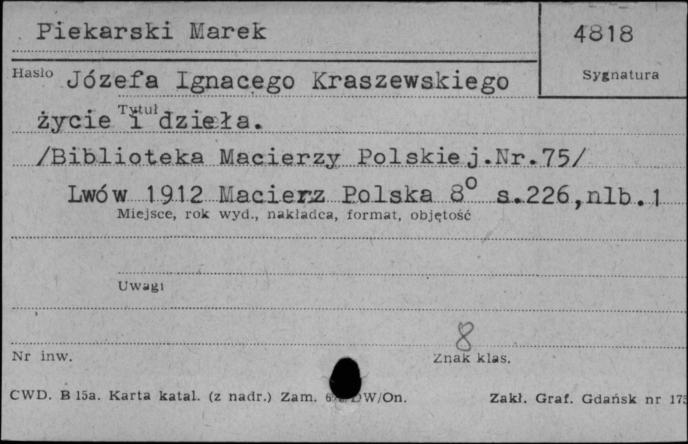 Piekarski Marek
4818
Sygnatura
Hasło
Józefa Ignacego Kraszewskiego
Tytuł
życie i dzieła.
/Biblioteka Macierzy Polskiej.Nr.75/
Lwów 1912 Macierz Polska 8° s.226,nlb.1
Miejsce, rok wyd., nakładca, format, objętość
Uwagi
8
Nr inw.
Znak klas.
CWD. B 15a. Karta katal. (z nadr.) Zam. DW/On.
Zakł. Graf. Gdańsk nr